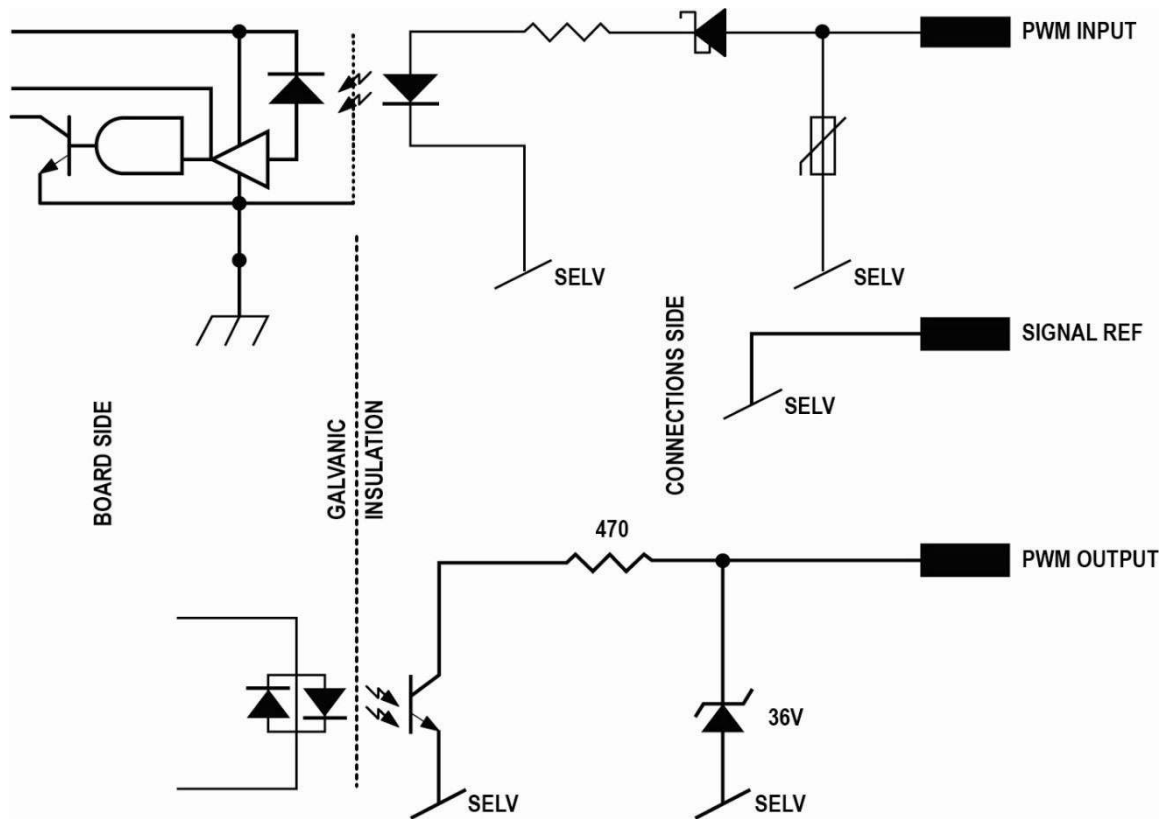 PWM INPUT
SELV
SELV
SIGNAL REF
SELV
BOARD SIDE
GALVANIC
INSULATION
CONNECTIONS SIDE
470
PWM OUTPUT
36V
SELV
SELV